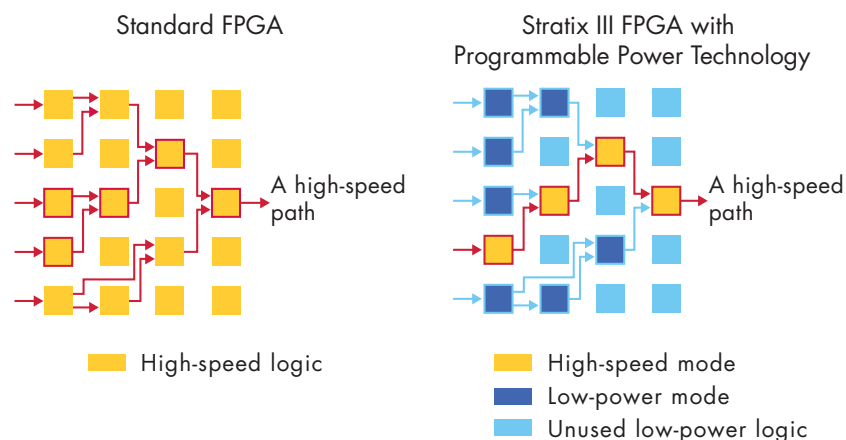 Standard FPGA
Stratix III FPGA with
Programmable Power Technology
A high-speed
path
A high-speed
path
High-speed logic
High-speed mode
Low-power mode
Unused low-power logic